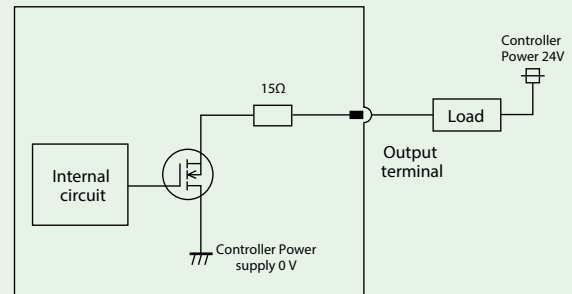 Controller
Power 24V
15Ω
Load
Output
terminal
Internal
circuit
Controller Power
supply 0 V